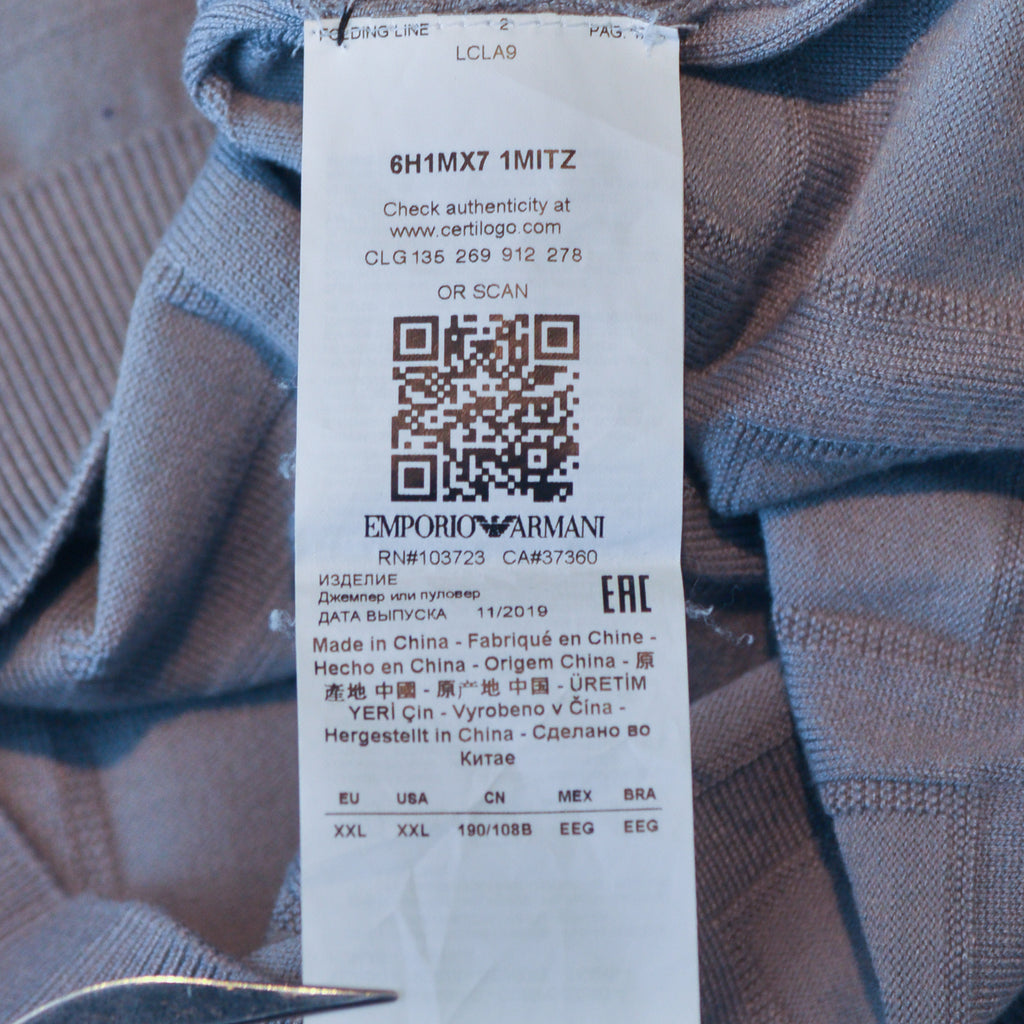 FOLDING LINE 2 PAG.
LCLA9
6H1MX7 1MITZ
Check authenticity at
www.certilogo.com
CLG 135 269 912 278
OR SCAN
EMPORIO ARMANI
RN#103723 CA#37360
ИЗДЕЛИЕ
Джемпер или пуловер
ДАТА ВЫПУСКА 11/2019
EAC
Made in China - Fabriqué en Chine -
Hecho en China - Origem China - 原
產地 中國 - 原产地 中国 - ÜRETİM
YERİ Çin - Vyrobeno v Čína -
Hergestellt in China - Сделано во
Китае
EU USA CN MEX BRA
XXL XXL 190/108B EEG EEG